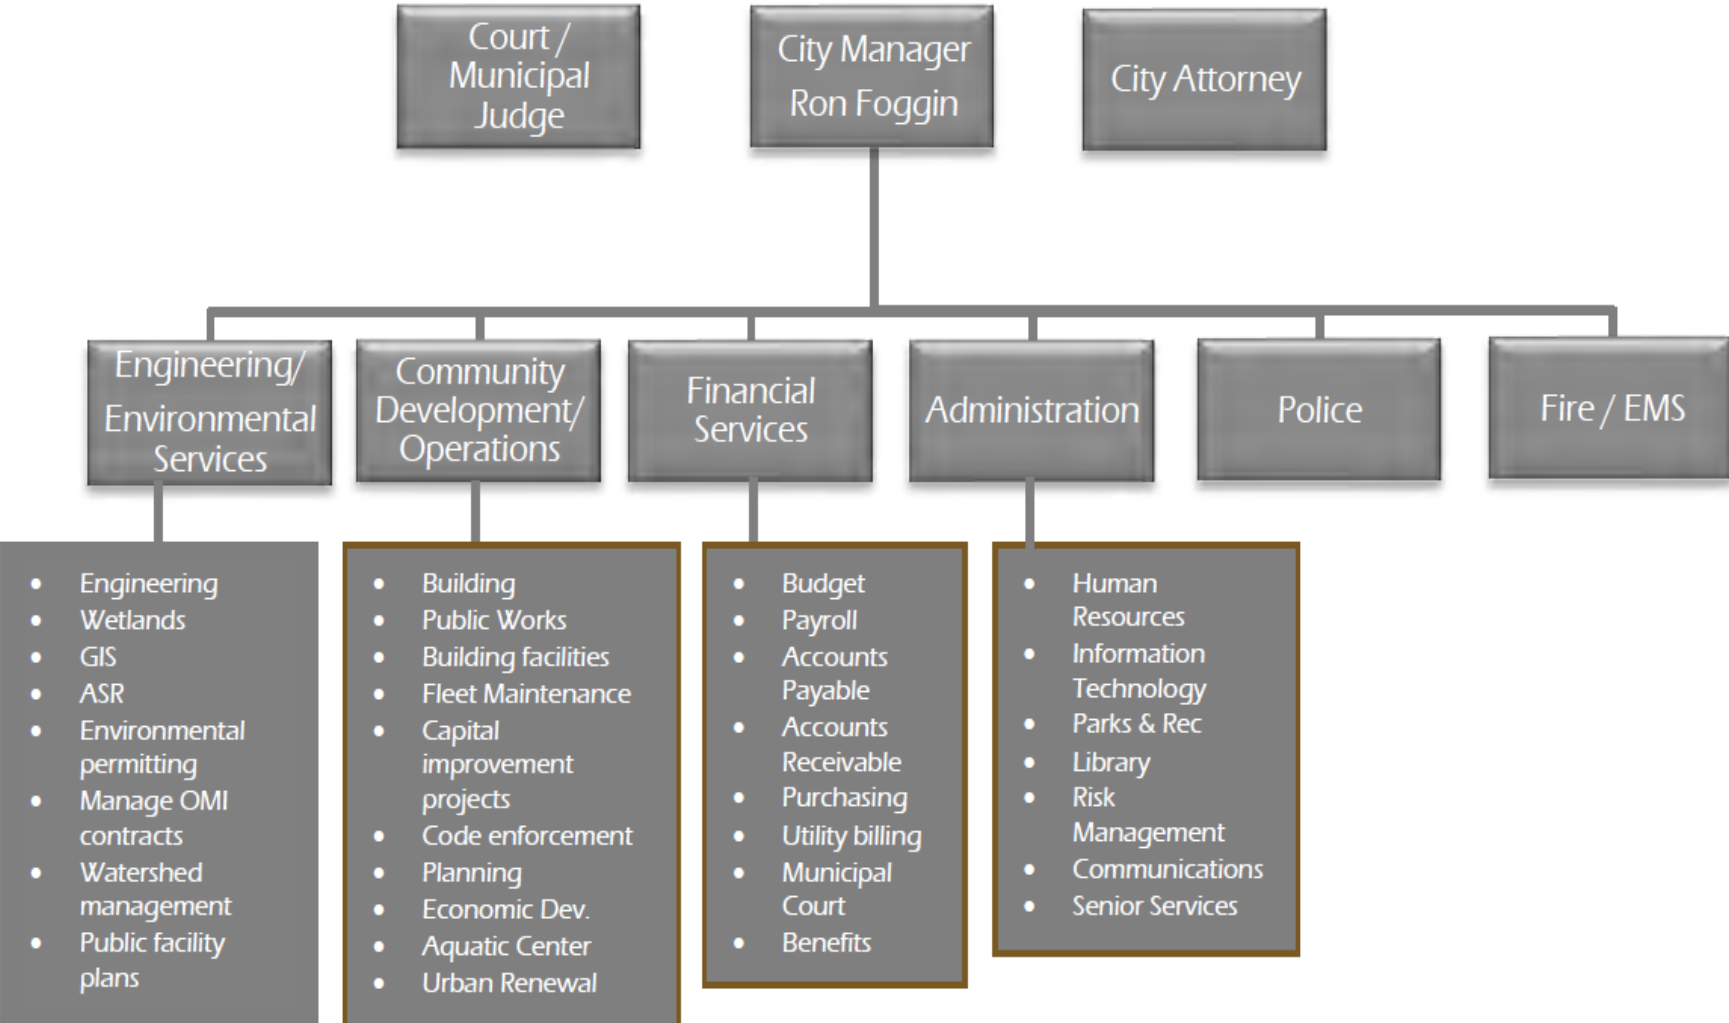 Court /
Municipal
Judge
City Manager
Ron Foggin
City Attorney
Engineering/
Environmental
Services
Community
Development/
Operations
Financial
Services
Administration
Police
Fire / EMS
• Engineering
• Wetlands
• GIS
• ASR
• Environmental
permitting
• Manage OMI
contracts
• Watershed
management
• Public facility
plans
• Building
• Public Works
• Building facilities
• Fleet Maintenance
• Capital
improvement
projects
• Code enforcement
• Planning
• Economic Dev.
• Aquatic Center
• Urban Renewal
• Budget
• Payroll
• Accounts
Payable
• Accounts
Receivable
• Purchasing
• Utility billing
• Municipal
Court
• Benefits
• Human
Resources
• Information
Technology
• Parks & Rec
• Library
• Risk
Management
• Communications
• Senior Services